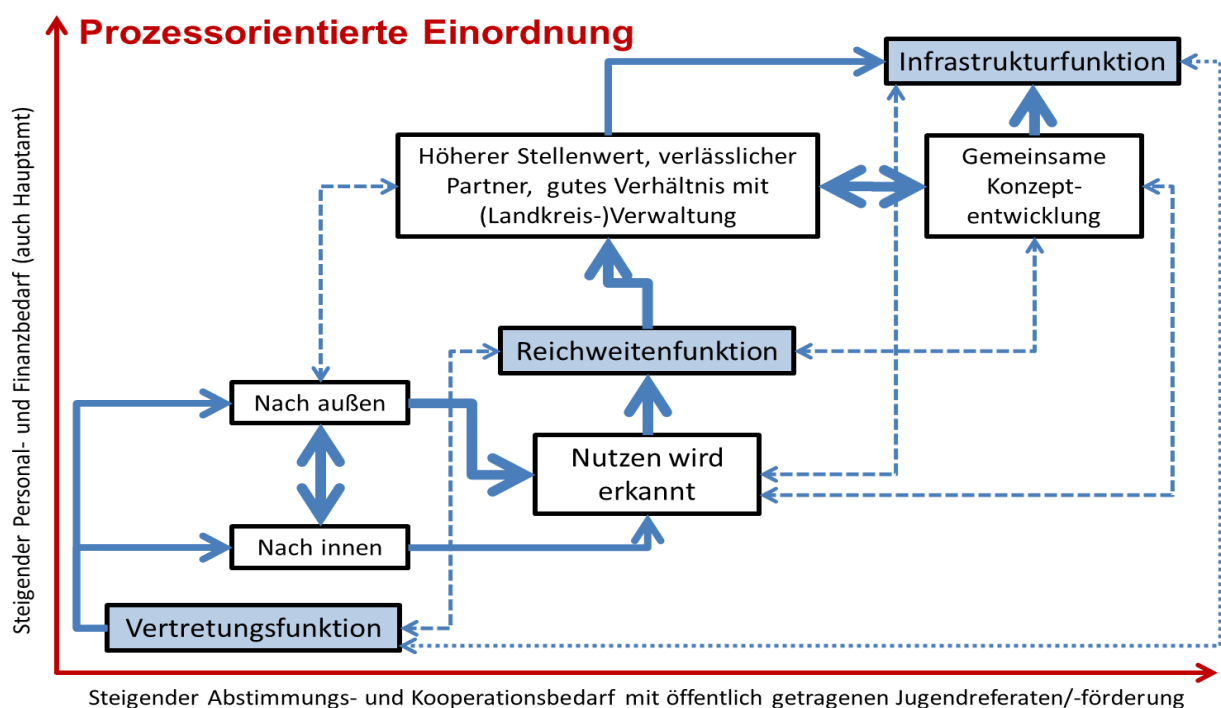 Prozessorientierte Einordnung
Infrastrukturfunktion
Höherer Stellenwert, verlässlicher
Partner, gutes Verhältnis mit
(Landkreis-)Verwaltung
Gemeinsame
Konzept-
entwicklung
Reichweitenfunktion
Nach außen
Nutzen wird
erkannt
Nach innen
Vertretungsfunktion
Steigender Personal- und Finanzbedarf (auch Hauptamt)
Steigender Abstimmungs- und Kooperationsbedarf mit öffentlich getragenen Jugendreferaten/-förderung